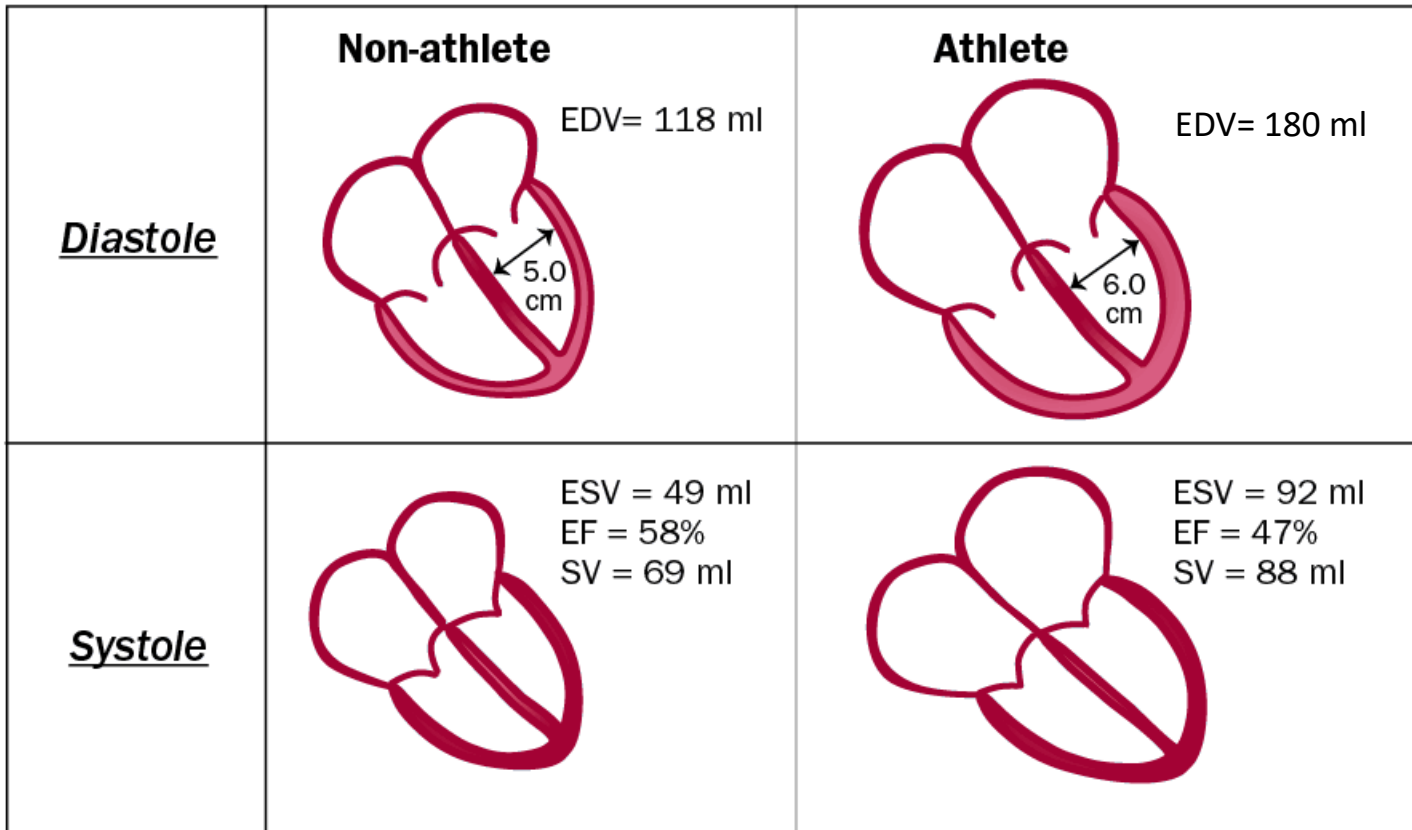 Non-athlete
Athlete
Diastole
EDV= 118 ml
5.0
cm
EDV= 180 ml
6.0
cm
Systole
ESV = 49 ml
EF = 58%
SV = 69 ml
ESV = 92 ml
EF = 47%
SV = 88 ml